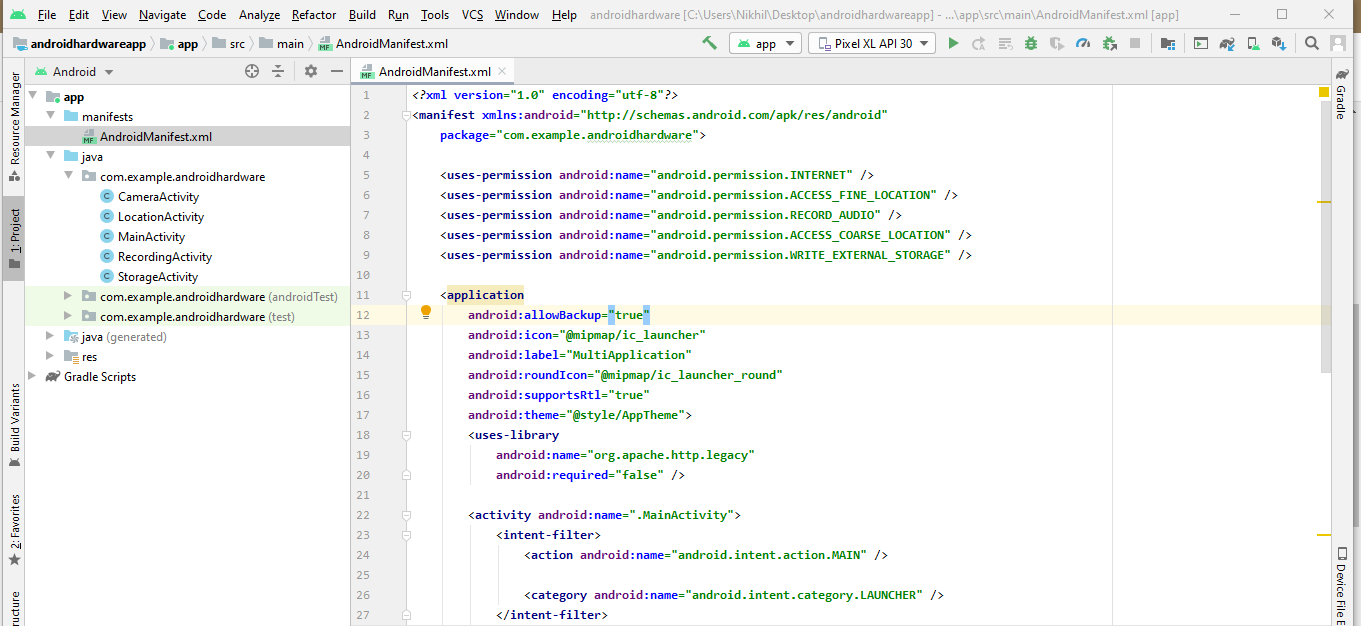 File Edit View Navigate Code Analyze Refactor Build Run Tools VCS Window Help androidhardware [C:\Users\Nikhil\Desktop\androidhardwareapp] - ...\app\src\main\AndroidManifest.xml [app]
androidhardwareapp app src main AndroidManifest.xml app Pixel XL API 30
Resource Manager
1: Project
Build Variants
2: Favorites
Android
app
manifests
AndroidManifest.xml
java
com.example.androidhardware
CameraActivity
LocationActivity
MainActivity
RecordingActivity
StorageActivity
com.example.androidhardware (androidTest)
com.example.androidhardware (test)
java (generated)
res
Gradle Scripts
AndroidManifest.xml
1 <?xml version="1.0" encoding="utf-8"?>
2 <manifest xmlns:android="http://schemas.android.com/apk/res/android"
3 package="com.example.androidhardware">
4
5 <uses-permission android:name="android.permission.INTERNET" />
6 <uses-permission android:name="android.permission.ACCESS_FINE_LOCATION" />
7 <uses-permission android:name="android.permission.RECORD_AUDIO" />
8 <uses-permission android:name="android.permission.ACCESS_COARSE_LOCATION" />
9 <uses-permission android:name="android.permission.WRITE_EXTERNAL_STORAGE" />
10
11 <application
12 android:allowBackup="true"
13 android:icon="@mipmap/ic_launcher"
14 android:label="MultiApplication"
15 android:roundIcon="@mipmap/ic_launcher_round"
16 android:supportsRtl="true"
17 android:theme="@style/AppTheme">
18 <uses-library
19 android:name="org.apache.http.legacy"
20 android:required="false" />
21
22 <activity android:name=".MainActivity">
23 <intent-filter>
24 <action android:name="android.intent.action.MAIN" />
25
26 <category android:name="android.intent.category.LAUNCHER" />
27 </intent-filter>
Gradle
Device File E